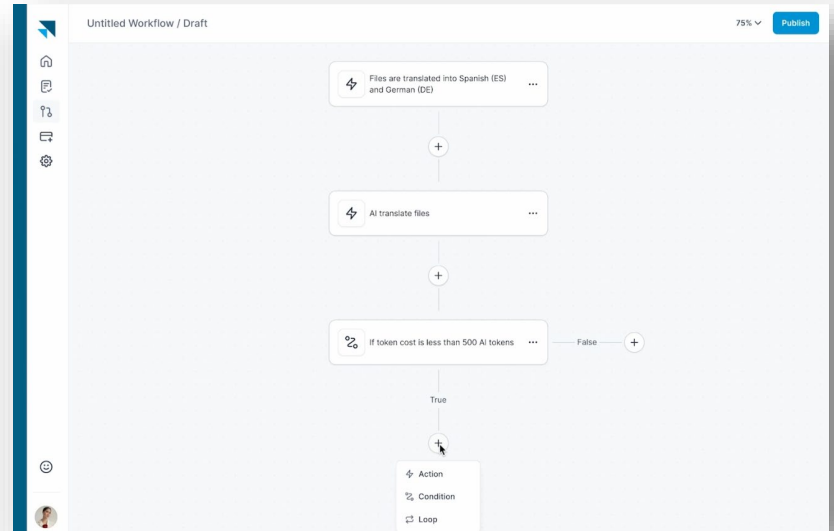 Untitled Workflow / Draft
75%
Publish
Files are translated into Spanish (ES)
and German (DE)
AI translate files
If token cost is less than 500 AI tokens
False
True
Action
Condition
Loop